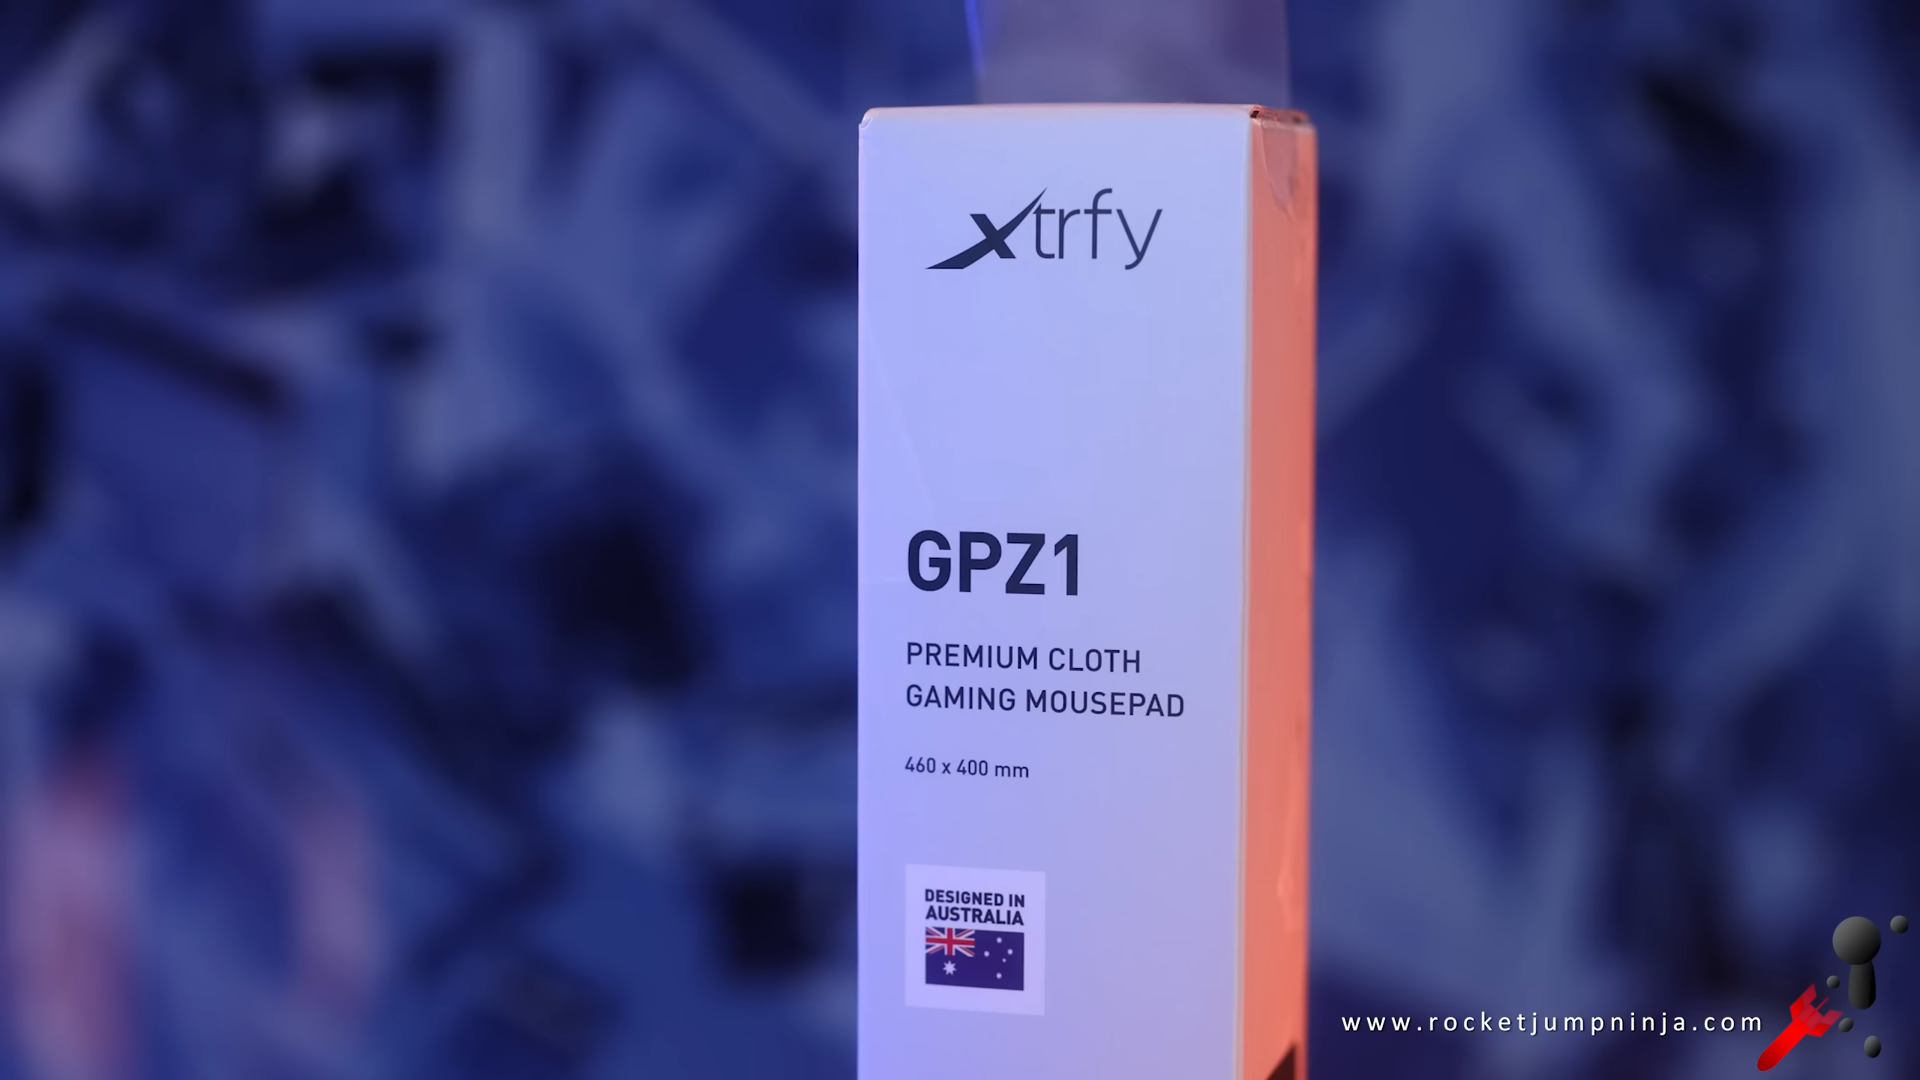 xtrfy
GPZ1
PREMIUM CLOTH
GAMING MOUSEPAD
460 x 400 mm
DESIGNED IN
AUSTRALIA
www.rocketjumpninja.com